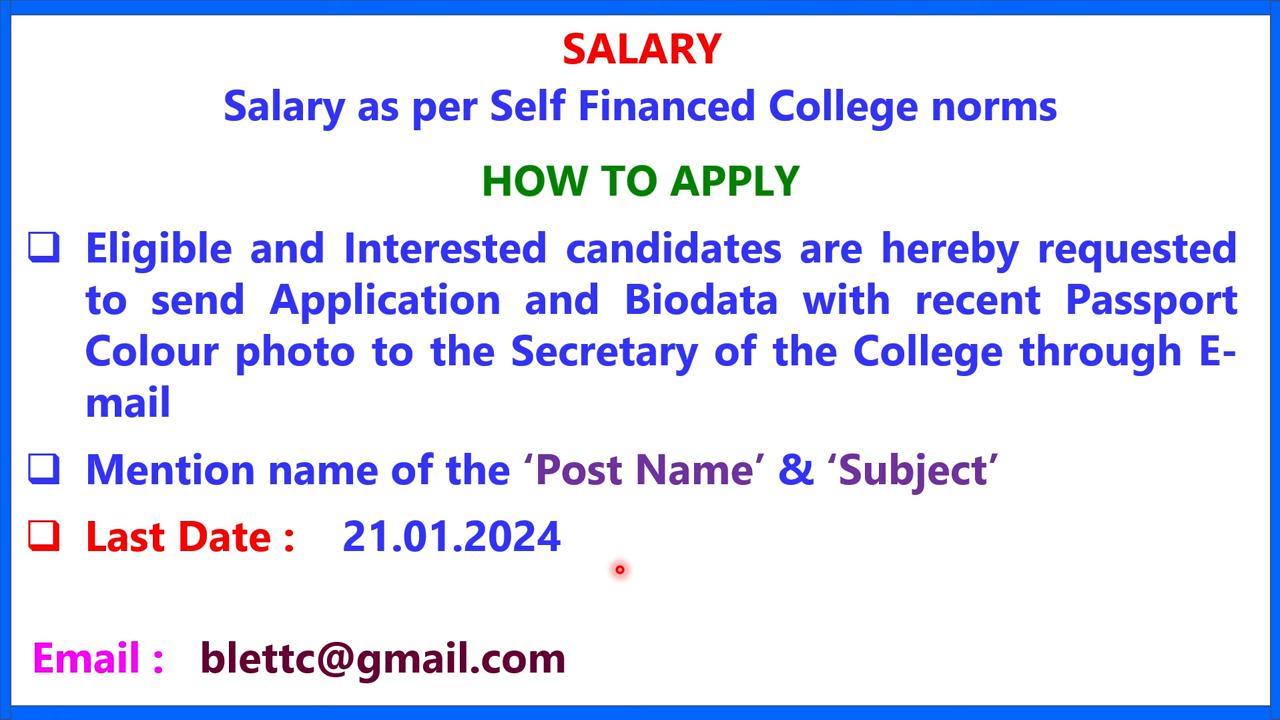 SALARY
Salary as per Self Financed College norms
HOW TO APPLY
Eligible and Interested candidates are hereby requested
to send Application and Biodata with recent Passport
Colour photo to the Secretary of the College through E-
mail
Mention name of the ‘Post Name’ & ‘Subject’
Last Date : 21.01.2024
Email : blettc@gmail.com